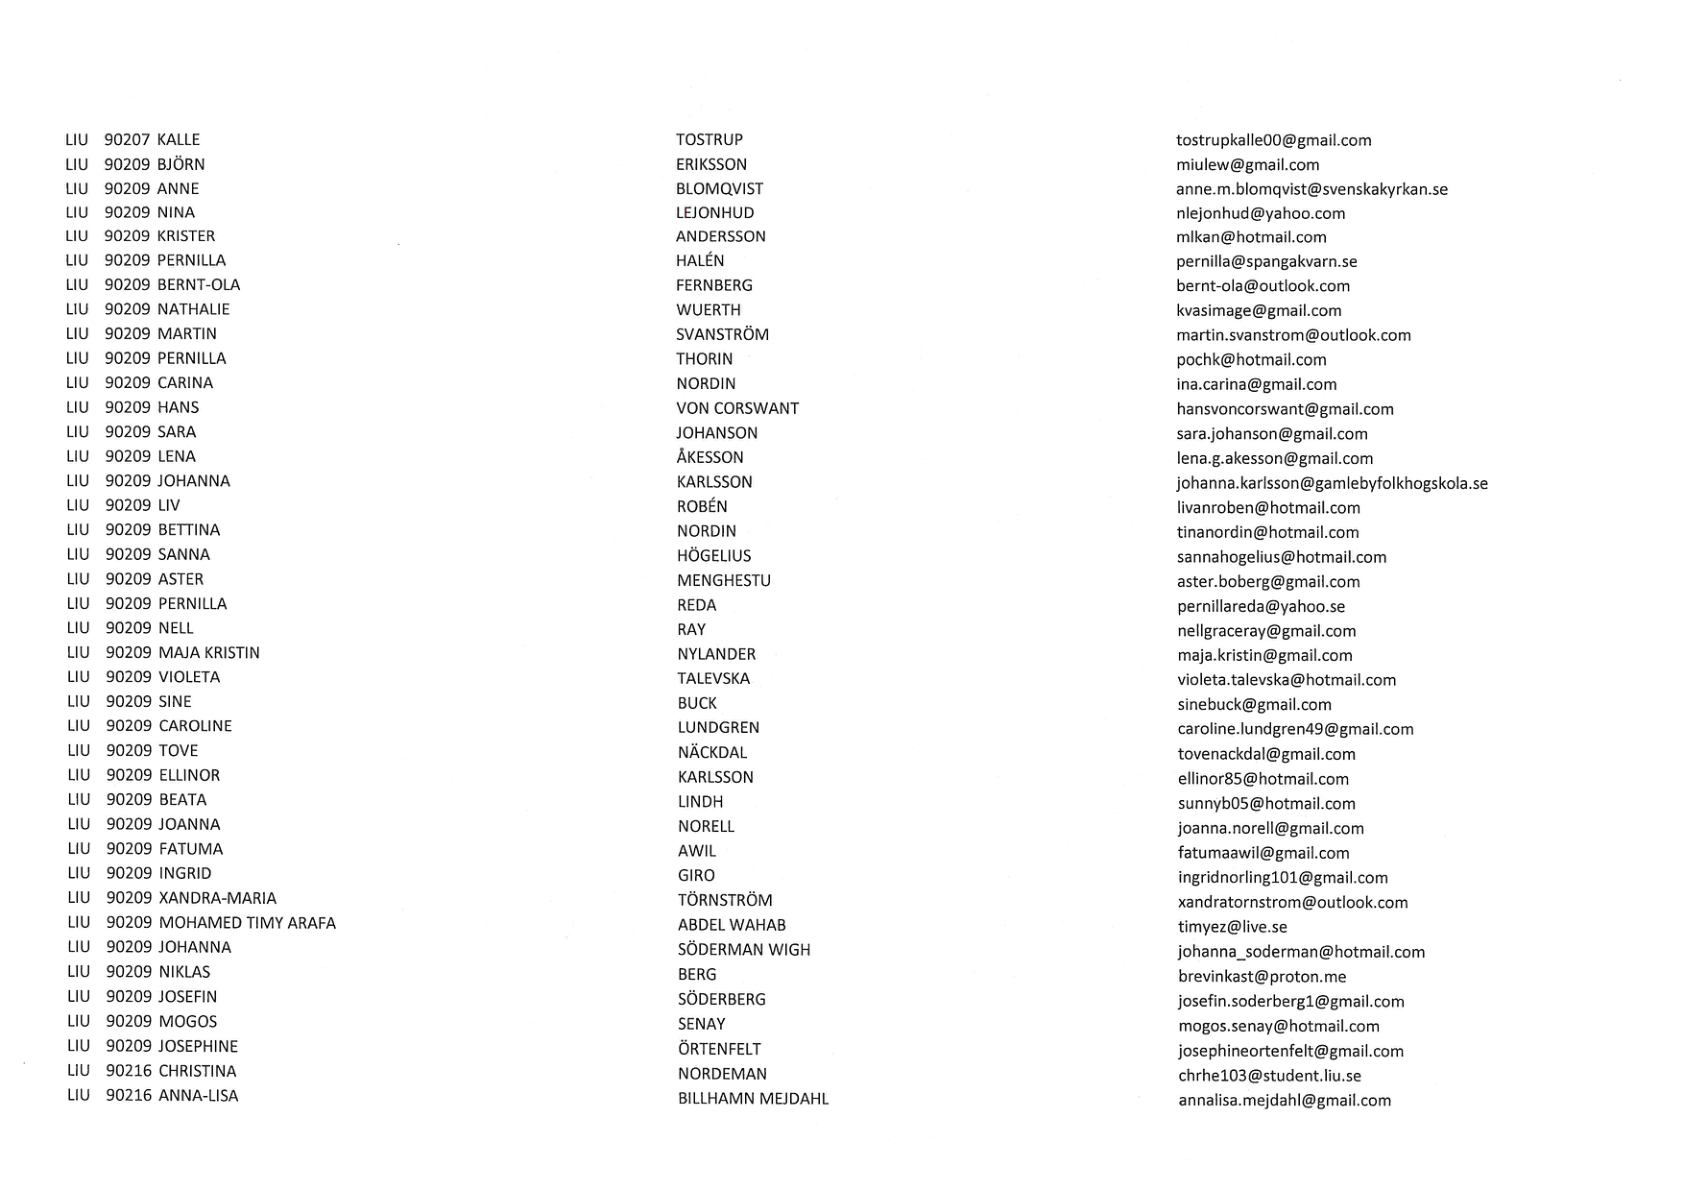 LIU 90207 KALLE TOSTRUP tostrupkalle00@gmail.com
LIU 90209 BJÖRN ERIKSSON miulew@gmail.com
LIU 90209 ANNE BLOMQVIST anne.m.blomqvist@svenskakyrkan.se
LIU 90209 NINA LEJONHUD nlejonhud@yahoo.com
LIU 90209 KRISTER ANDERSSON mlkan@hotmail.com
LIU 90209 PERNILLA HALÉN pernilla@spangakvarn.se
LIU 90209 BERNT-OLA FERNBERG bernt-ola@outlook.com
LIU 90209 NATHALIE WUERTH kvasimage@gmail.com
LIU 90209 MARTIN SVANSTRÖM martin.svanstrom@outlook.com
LIU 90209 PERNILLA THORIN pochk@hotmail.com
LIU 90209 CARINA NORDIN ina.carina@gmail.com
LIU 90209 HANS VON CORSWANT hansvoncorswant@gmail.com
LIU 90209 SARA JOHANSON sara.johanson@gmail.com
LIU 90209 LENA ÅKESSON lena.g.akesson@gmail.com
LIU 90209 JOHANNA KARLSSON johanna.karlsson@gamlebyfolkhogskola.se
LIU 90209 LIV ROBÉN livanroben@hotmail.com
LIU 90209 BETTINA NORDIN tinanordin@hotmail.com
LIU 90209 SANNA HÖGELIUS sannahogelius@hotmail.com
LIU 90209 ASTER MENGHESTU aster.boberg@gmail.com
LIU 90209 PERNILLA REDA pernillareda@yahoo.se
LIU 90209 NELL RAY nellgraceray@gmail.com
LIU 90209 MAJA KRISTIN NYLANDER maja.kristin@gmail.com
LIU 90209 VIOLETA TALEVSKA violeta.talevska@hotmail.com
LIU 90209 SINE BUCK sinebuck@gmail.com
LIU 90209 CAROLINE LUNDGREN caroline.lundgren49@gmail.com
LIU 90209 TOVE NÄCKDAL tovenackdal@gmail.com
LIU 90209 ELLINOR KARLSSON ellinor85@hotmail.com
LIU 90209 BEATA LINDH sunnyb05@hotmail.com
LIU 90209 JOANNA NORELL joanna.norell@gmail.com
LIU 90209 FATUMA AWIL fatumaawil@gmail.com
LIU 90209 INGRID GIRO ingridnorling101@gmail.com
LIU 90209 XANDRA-MARIA TÖRNSTRÖM xandratornstrom@outlook.com
LIU 90209 MOHAMED TIMY ARAFA ABDEL WAHAB timyez@live.se
LIU 90209 JOHANNA SÖDERMAN WIGH johanna_soderman@hotmail.com
LIU 90209 NIKLAS BERG brevinkast@proton.me
LIU 90209 JOSEFIN SÖDERBERG josefin.soderberg1@gmail.com
LIU 90209 MOGOS SENAY mogos.senay@hotmail.com
LIU 90209 JOSEPHINE ÖRTENFELT josephineortenfelt@gmail.com
LIU 90216 CHRISTINA NORDEMAN chrhe103@student.liu.se
LIU 90216 ANNA-LISA BILLHAMN MEJDAHL annalisa.mejdahl@gmail.com